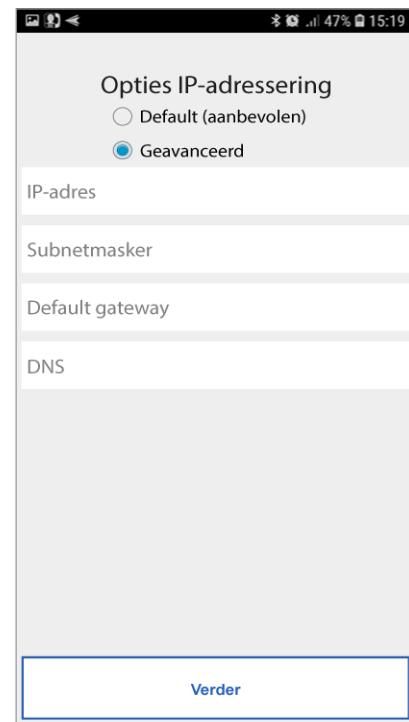 47% 15:19
Opties IP-adressering
Default (aanbevolen)
Geavanceerd
IP-adres
Subnetmasker
Default gateway
DNS
Verder